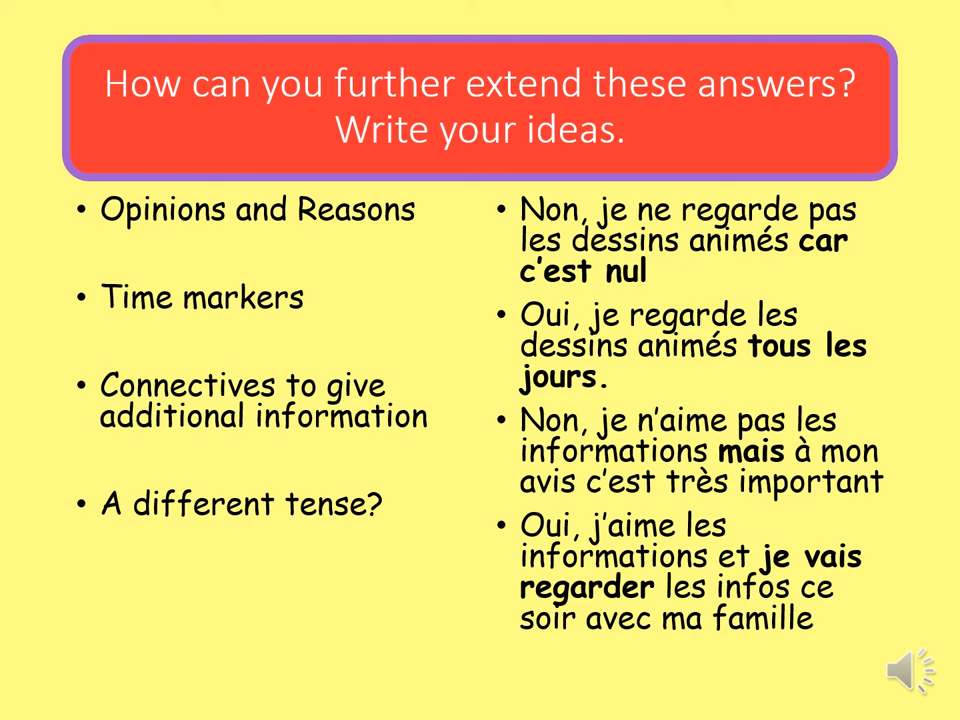 How can you further extend these answers?
Write your ideas.
• Opinions and Reasons
• Time markers
• Connectives to give
additional information
• A different tense?
• Non, je ne regarde pas
les dessins animés car
c’est nul
• Oui, je regarde les
dessins animés tous les
jours.
• Non, je n’aime pas les
informations mais à mon
avis c’est très important
• Oui, j’aime les
informations et je vais
regarder les infos ce
soir avec ma famille